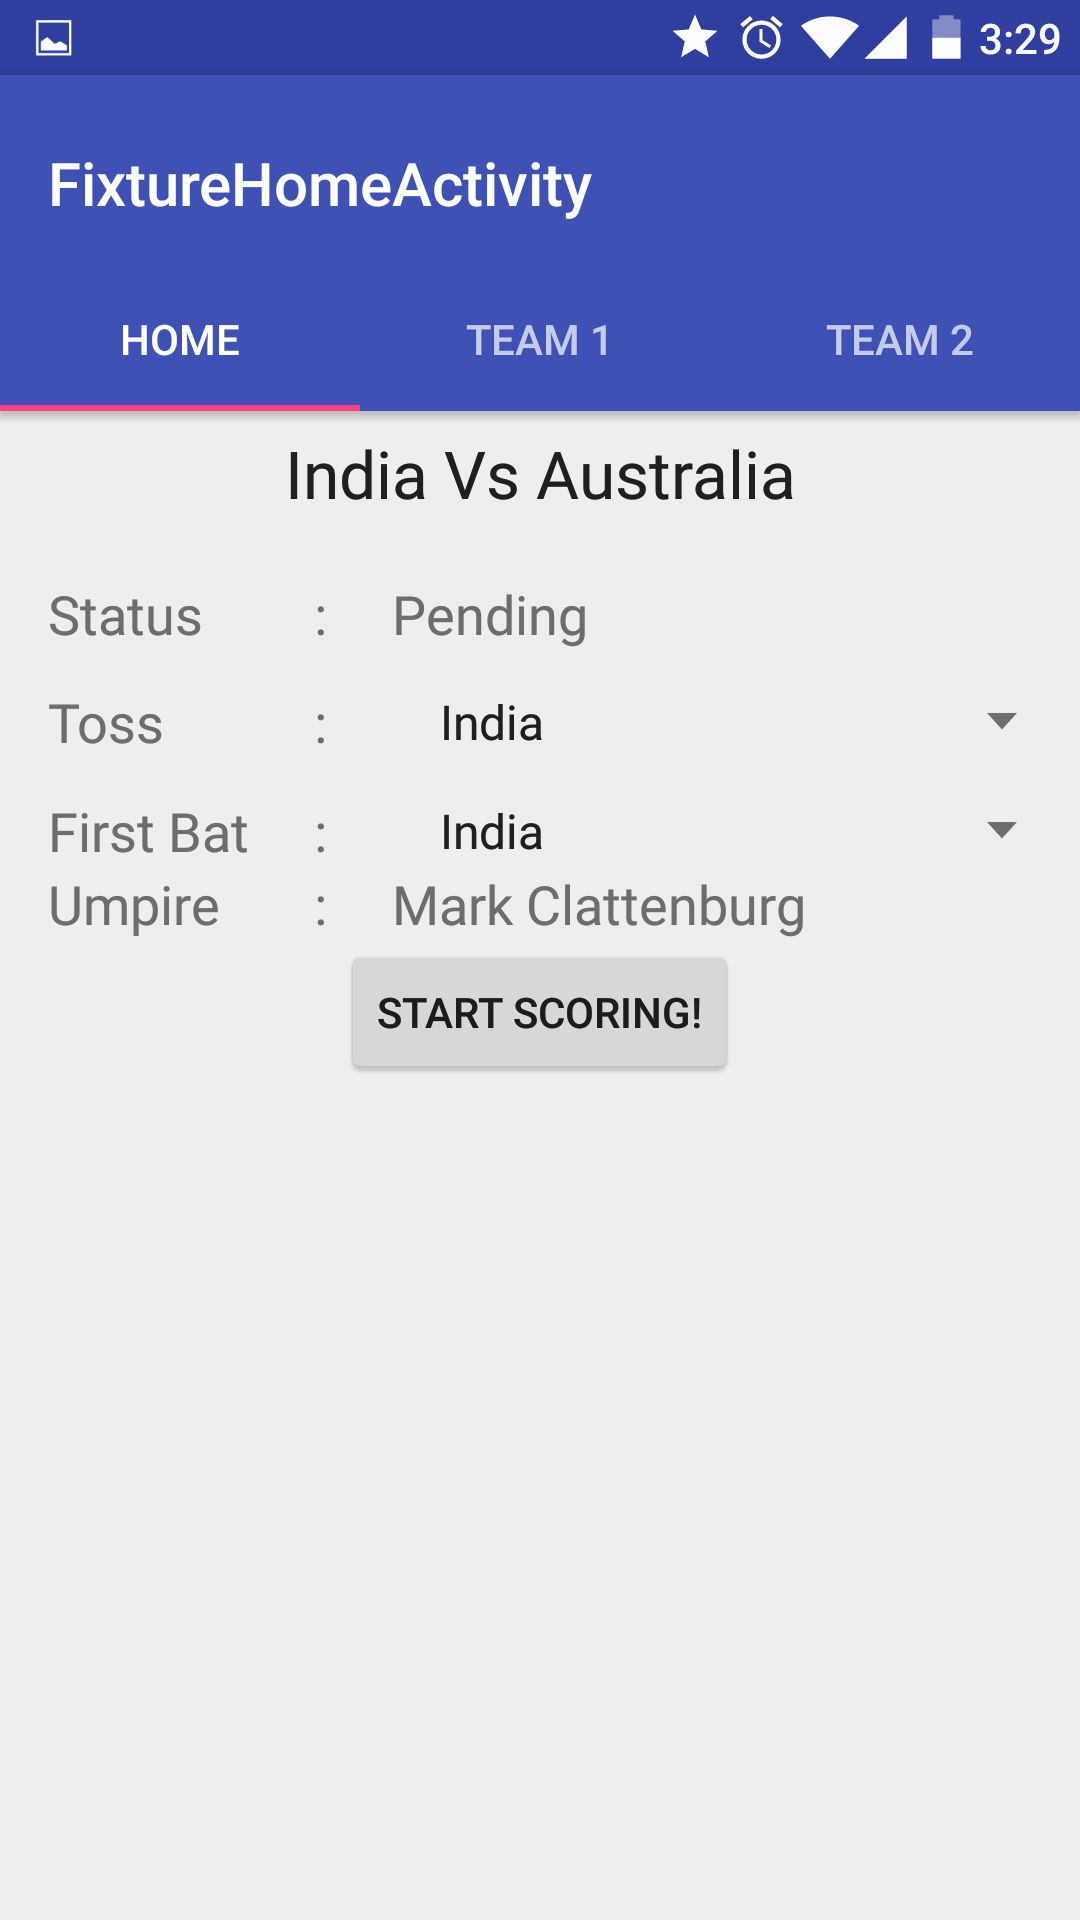 3:29
FixtureHomeActivity
HOME TEAM 1 TEAM 2
India Vs Australia
Status : Pending
Toss : India
First Bat : India
Umpire : Mark Clattenburg
START SCORING!